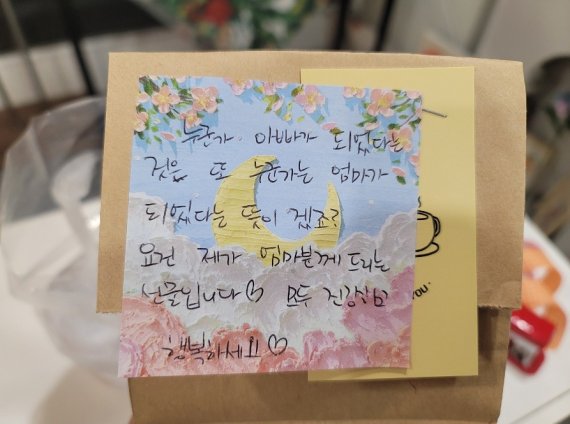 누군가 아빠가 되었다는
것은 또 누군가는 엄마가
되었다는 뜻이 겠죠?
요건 제가 엄마분께 드리는
선물입니다♡ 모두 건강하고
행복하세요♡
YOU.